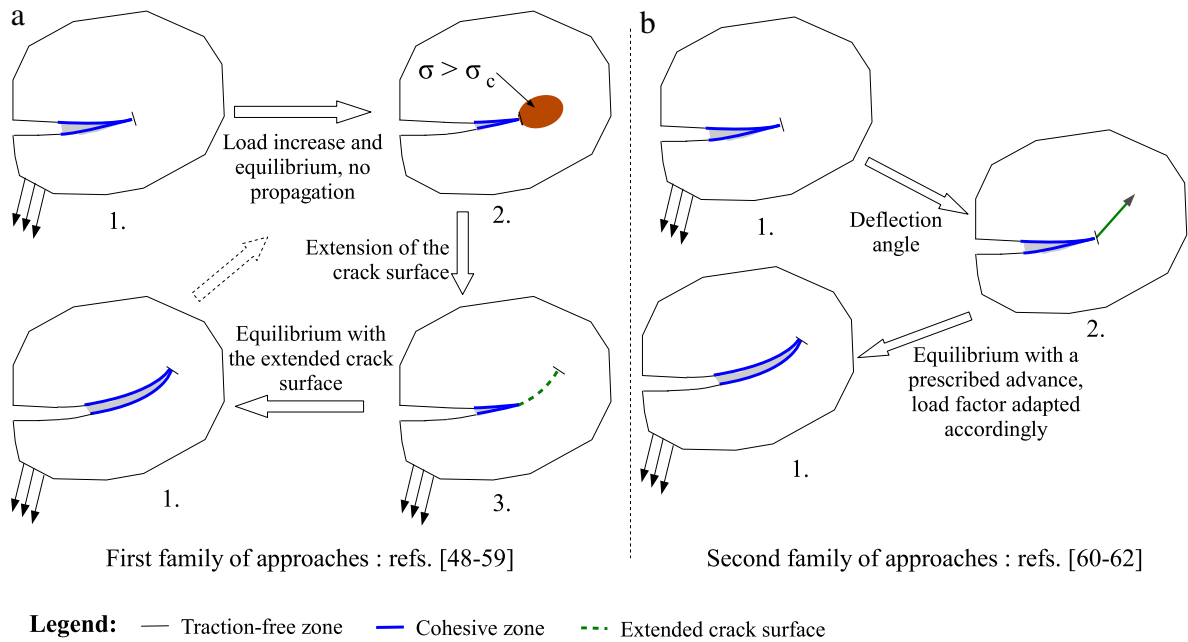 a
σ > σ c
Load increase and
equilibrium, no
propagation
1.
2.
Extension of the
crack surface
Equilibrium with
the extended crack
surface
1.
3.
First family of approaches : refs. [48-59]
b
1.
Deflection
angle
2.
Equilibrium with a
prescribed advance,
load factor adapted
accordingly
1.
Second family of approaches : refs. [60-62]
Legend:
Traction-free zone
Cohesive zone
Extended crack surface